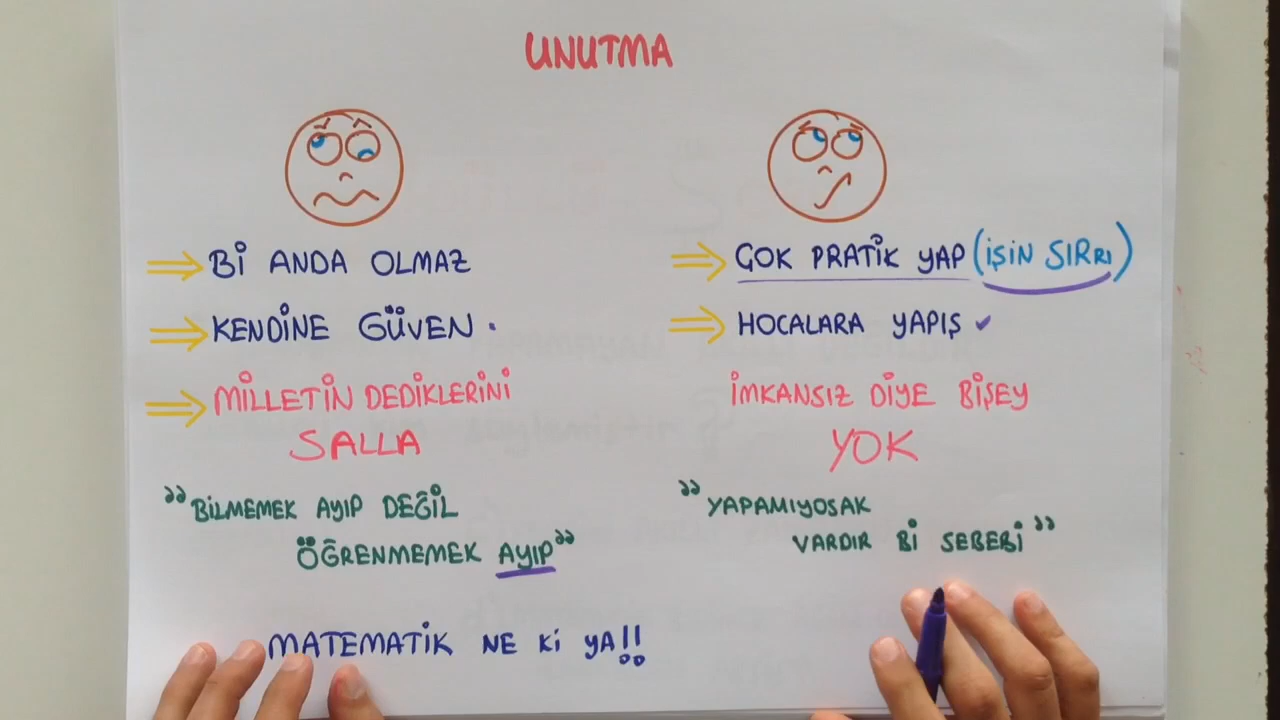 UNUTMA
Bİ ANDA OLMAZ
KENDİNE GÜVEN.
MİLLETİN DEDİKLERİNİ
SALLA
"BİLMEMEK AYIP DEĞİL
ÖĞRENMEMEK AYIP"
ÇOK PRATİK YAP (İŞİN SIRRI)
HOCALARA YAPIŞ ✓
İMKANSIZ DİYE BİŞEY
YOK
"YAPAMIYOSAK
VARDIR Bİ SEBEBİ"
MATEMATİK NE Kİ YA!!